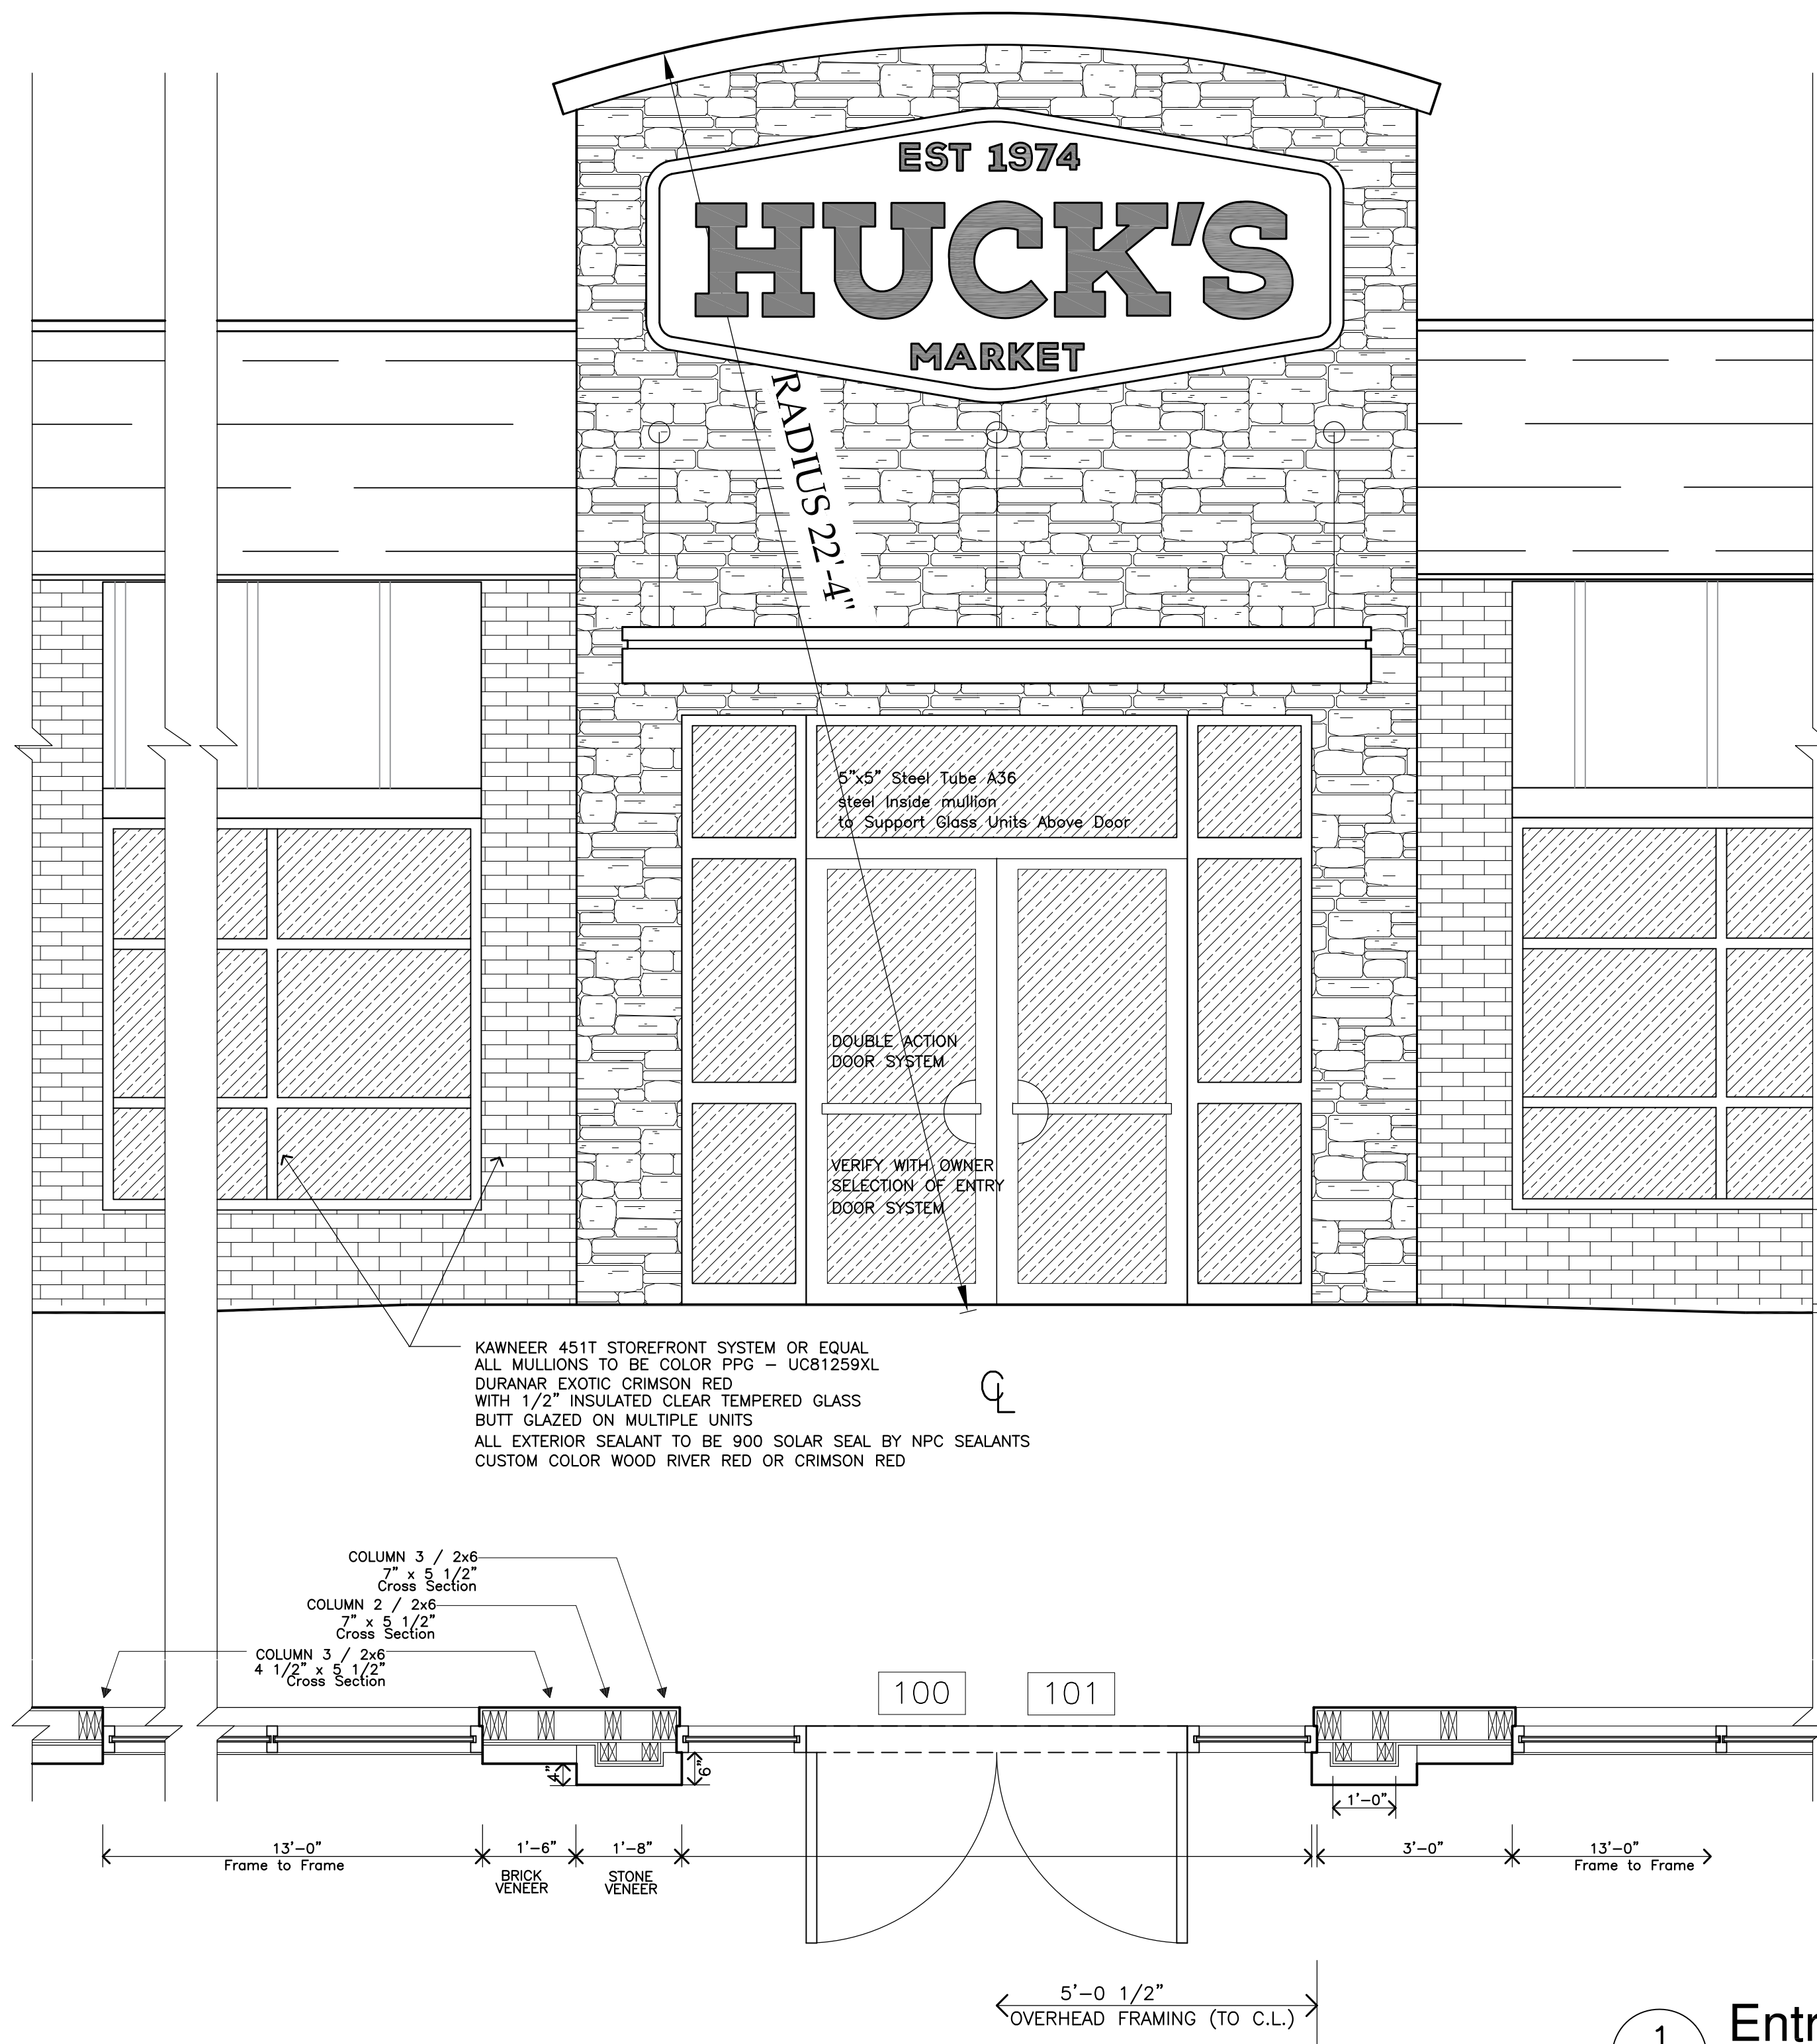 EST 1974
HUCK'S
MARKET
RADIUS 22'-4"
5"x5" Steel Tube A36
steel Inside mullion
to Support Glass Units Above Door
DOUBLE ACTION
DOOR SYSTEM
VERIFY WITH OWNER
SELECTION OF ENTRY
DOOR SYSTEM
KAWNEER 451T STOREFRONT SYSTEM OR EQUAL
ALL MULLIONS TO BE COLOR PPG – UC81259XL
DURANAR EXOTIC CRIMSON RED
WITH 1/2" INSULATED CLEAR TEMPERED GLASS
BUTT GLAZED ON MULTIPLE UNITS
ALL EXTERIOR SEALANT TO BE 900 SOLAR SEAL BY NPC SEALANTS
CUSTOM COLOR WOOD RIVER RED OR CRIMSON RED
CL
COLUMN 3 / 2x6
7" x 5 1/2"
Cross Section
COLUMN 2 / 2x6
7" x 5 1/2"
Cross Section
COLUMN 3 / 2x6
4 1/2" x 5 1/2"
Cross Section
100
101
4"
6"
1'-0"
13'-0"
Frame to Frame
1'-6"
BRICK
VENEER
1'-8"
STONE
VENEER
3'-0"
13'-0"
Frame to Frame
5'-0 1/2"
OVERHEAD FRAMING (TO C.L.)
1
Entr